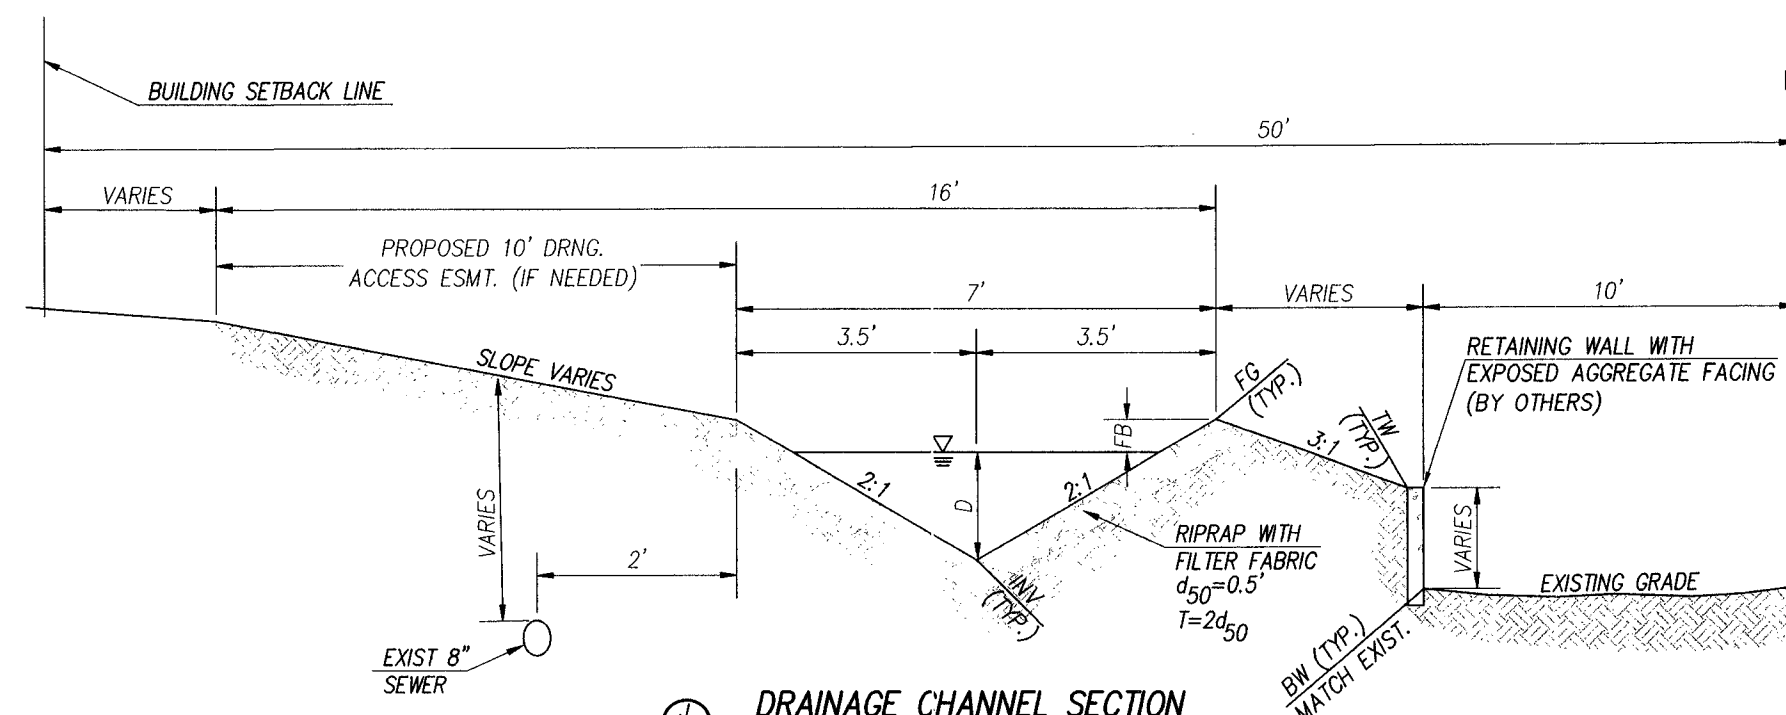 BUILDING SETBACK LINE
50'
VARIES
16'
PROPOSED 10' DRNG.
ACCESS ESMT. (IF NEEDED)
7'
VARIES
10'
3.5'
3.5'
RETAINING WALL WITH
EXPOSED AGGREGATE FACING
(BY OTHERS)
SLOPE VARIES
FG
(TYP.)
FB
TW
(TYP.)
3:1
2:1
2:1
D
VARIES
VARIES
2'
RIPRAP WITH
FILTER FABRIC
d50=0.5'
T=2d50
INV
(TYP.)
EXISTING GRADE
EXIST 8"
SEWER
BW (TYP.)
MATCH EXIST.
DRAINAGE CHANNEL SECTION